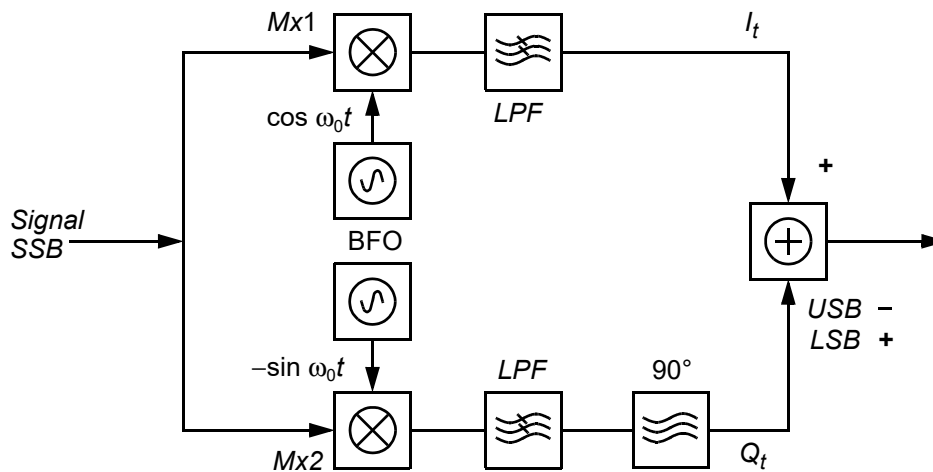 Mx1
I_t
cos ω₀t
LPF
+
Signal
SSB
BFO
USB −
LSB +
−sin ω₀t
LPF
90°
Mx2
Q_t